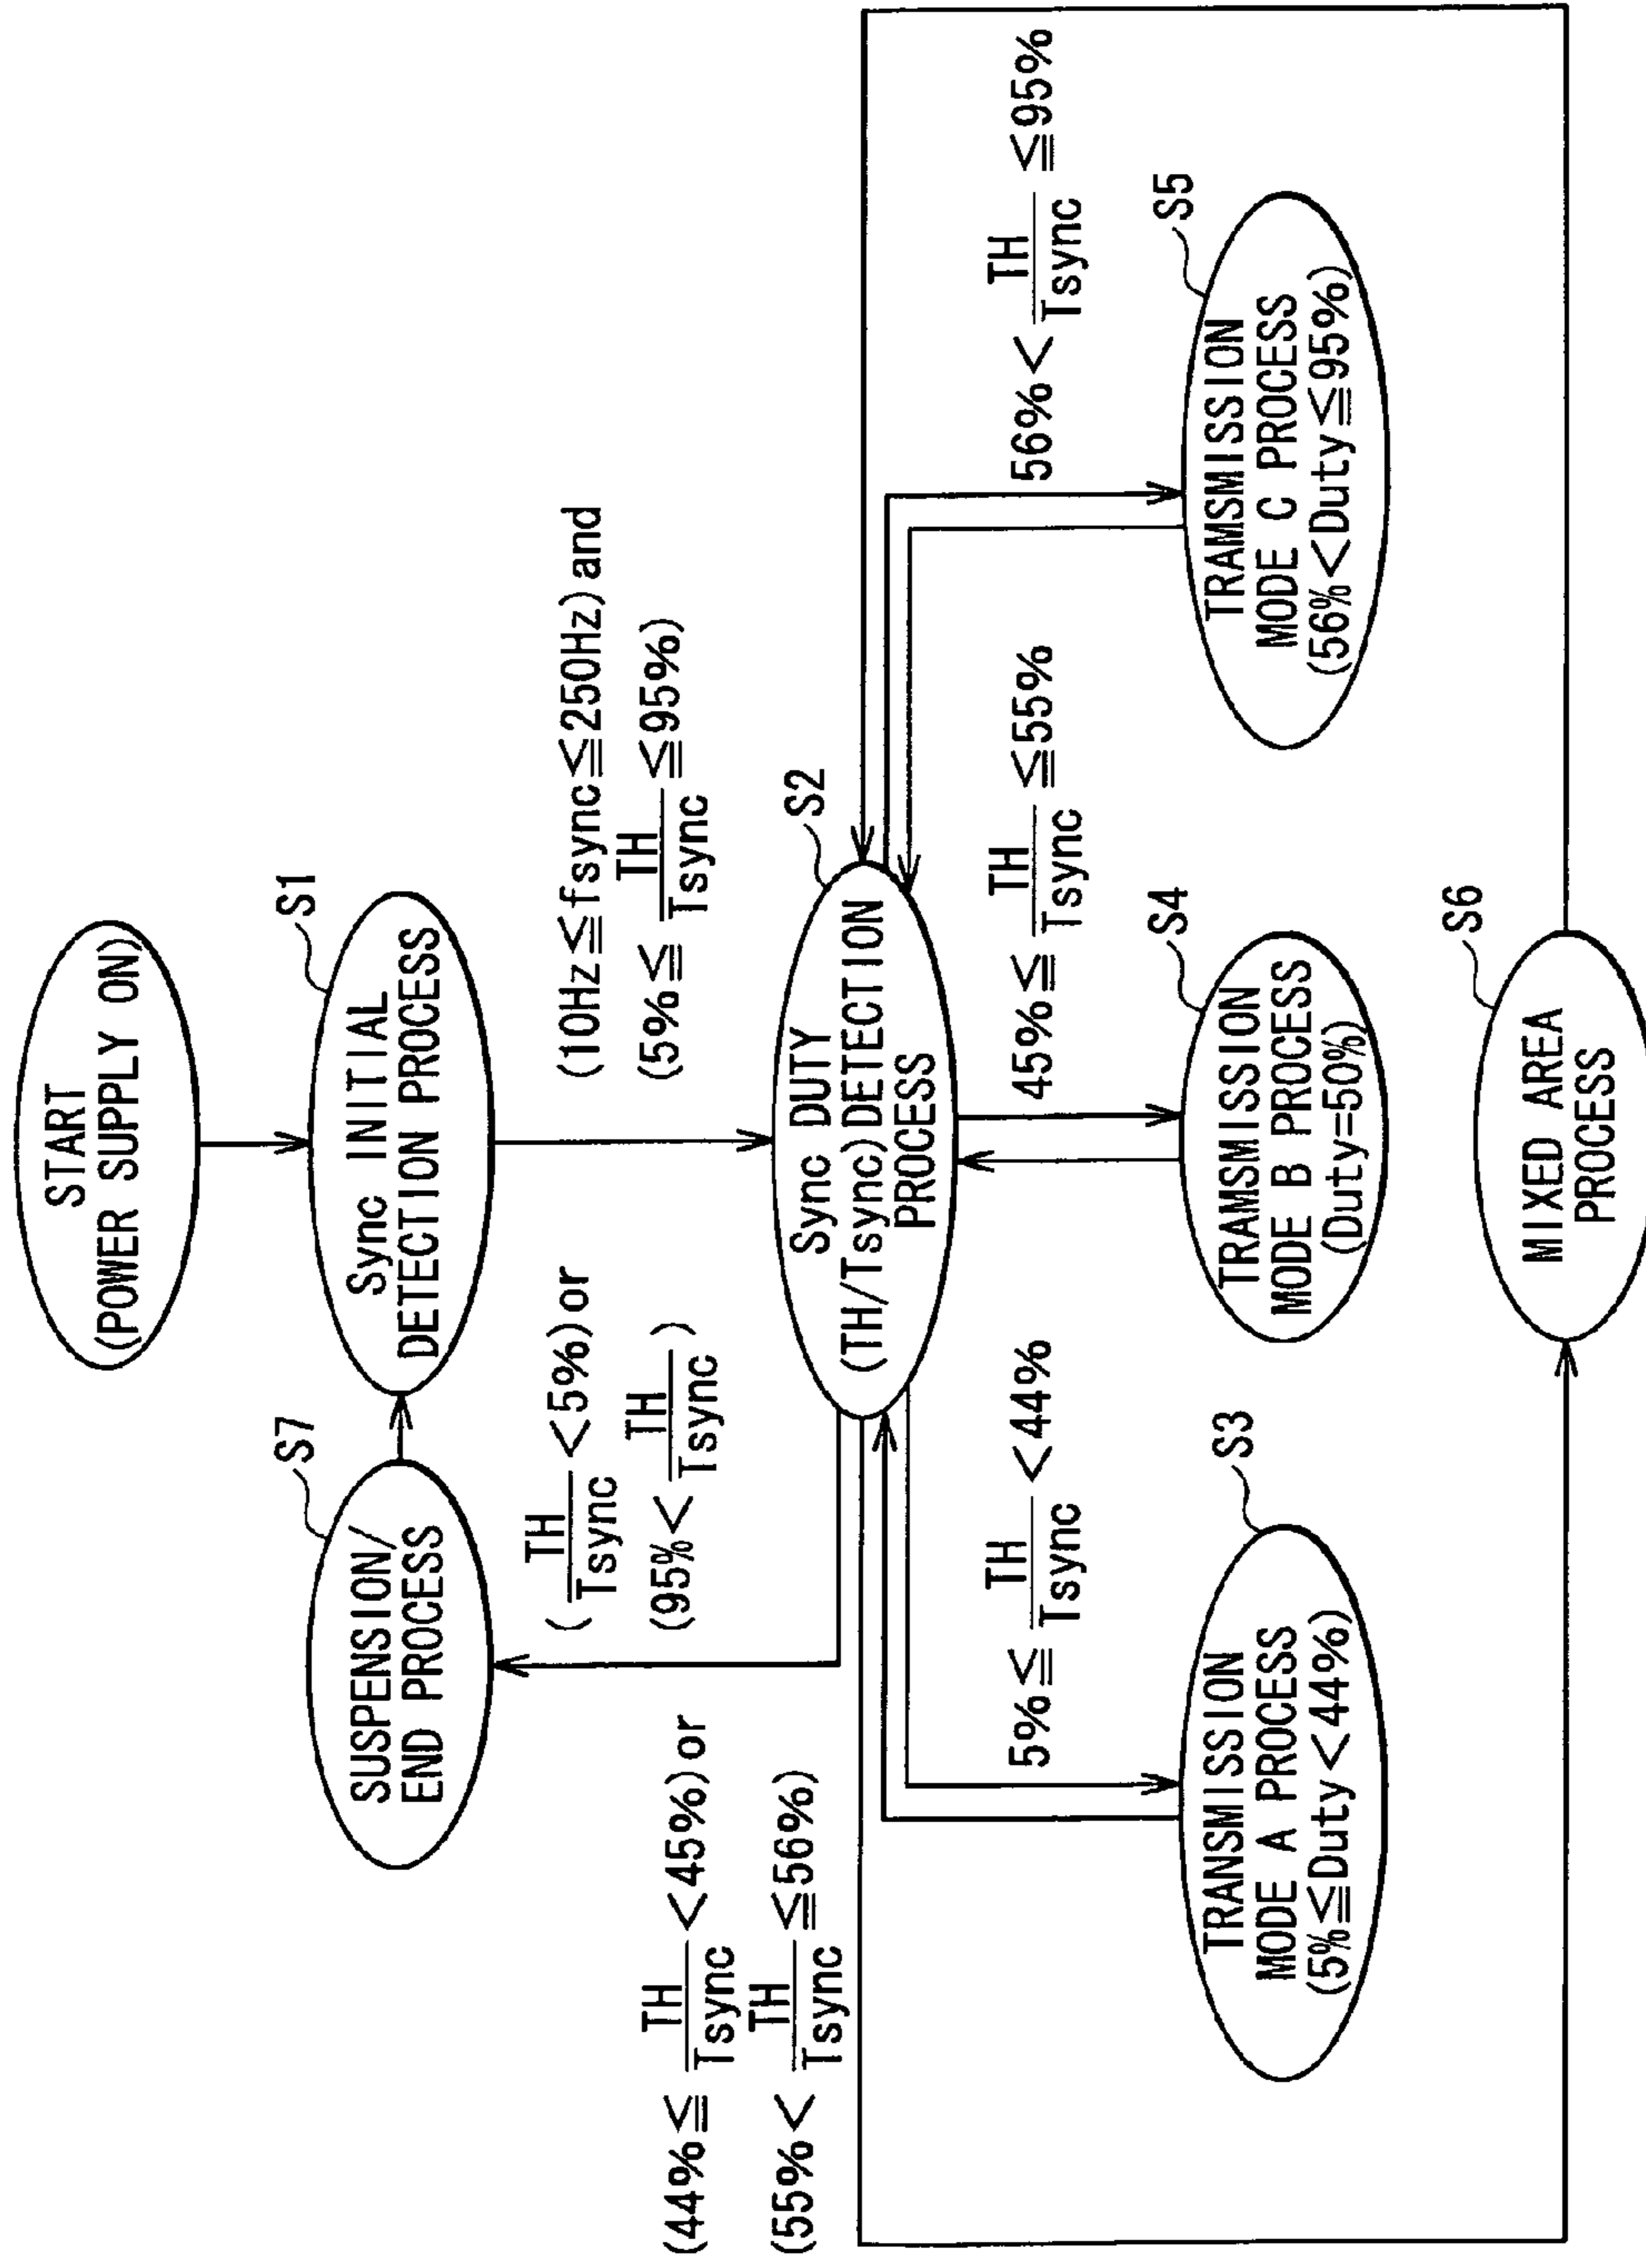 START
(POWER SUPPLY ON)
S7
SUSPENSION/
END PROCESS
S1
Sync INITIAL
DETECTION PROCESS
(TH/Tsync<5%)or
(95%<TH/Tsync)
(10Hz≦fsync≦250Hz)and
(5%≦TH/Tsync≦95%)
(44%≦TH/Tsync<45%)or
(55%<TH/Tsync≦56%)
S2
Sync DUTY
(TH/Tsync)DETECTION
PROCESS
5%≦TH/Tsync<44%
45%≦TH/Tsync≦55%
56%<TH/Tsync≦95%
S3
TRANSMISSION
MODE A PROCESS
(5%≦Duty<44%)
S4
TRAMSMISSION
MODE B PROCESS
(Duty=50%)
S5
TRAMSMISSION
MODE C PROCESS
(56%<Duty≦95%)
S6
MIXED AREA
PROCESS